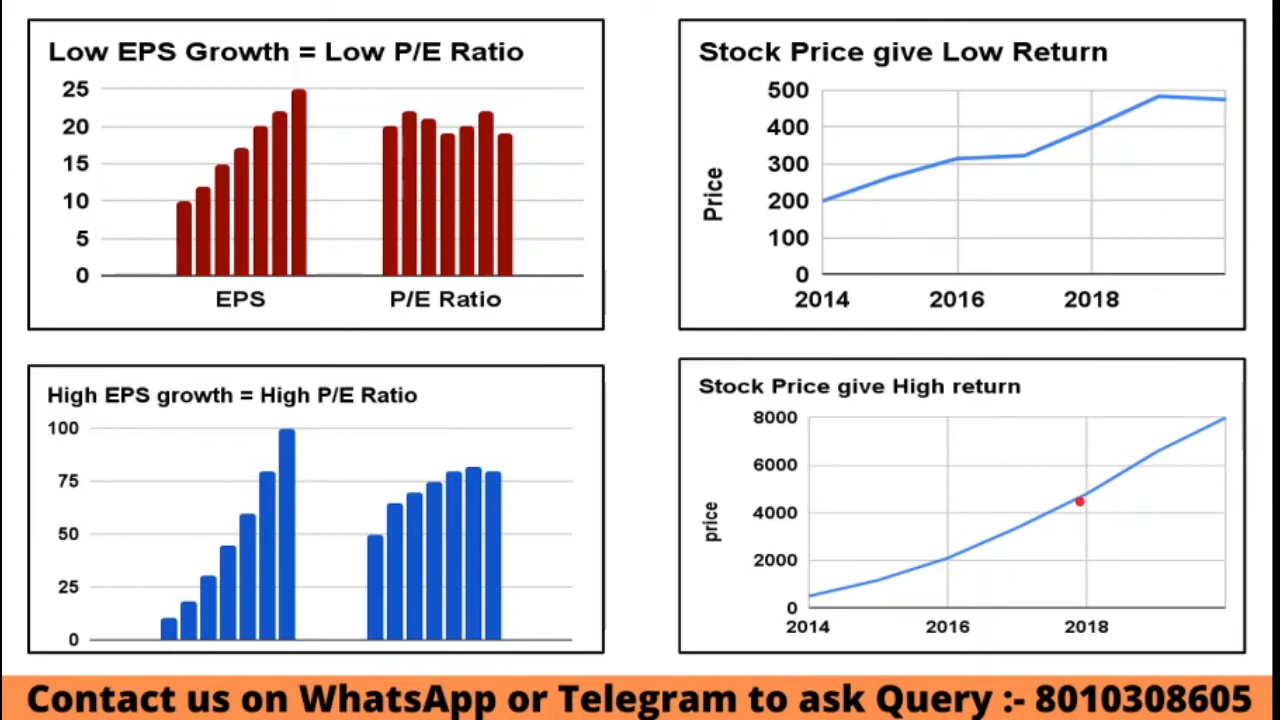 Low EPS Growth = Low P/E Ratio
25
20
15
10
5
0
EPS P/E Ratio
Stock Price give Low Return
Price
500
400
300
200
100
0
2014 2016 2018
High EPS growth = High P/E Ratio
100
75
50
25
0
Stock Price give High return
price
8000
6000
4000
2000
0
2014 2016 2018
Contact us on WhatsApp or Telegram to ask Query :- 8010308605